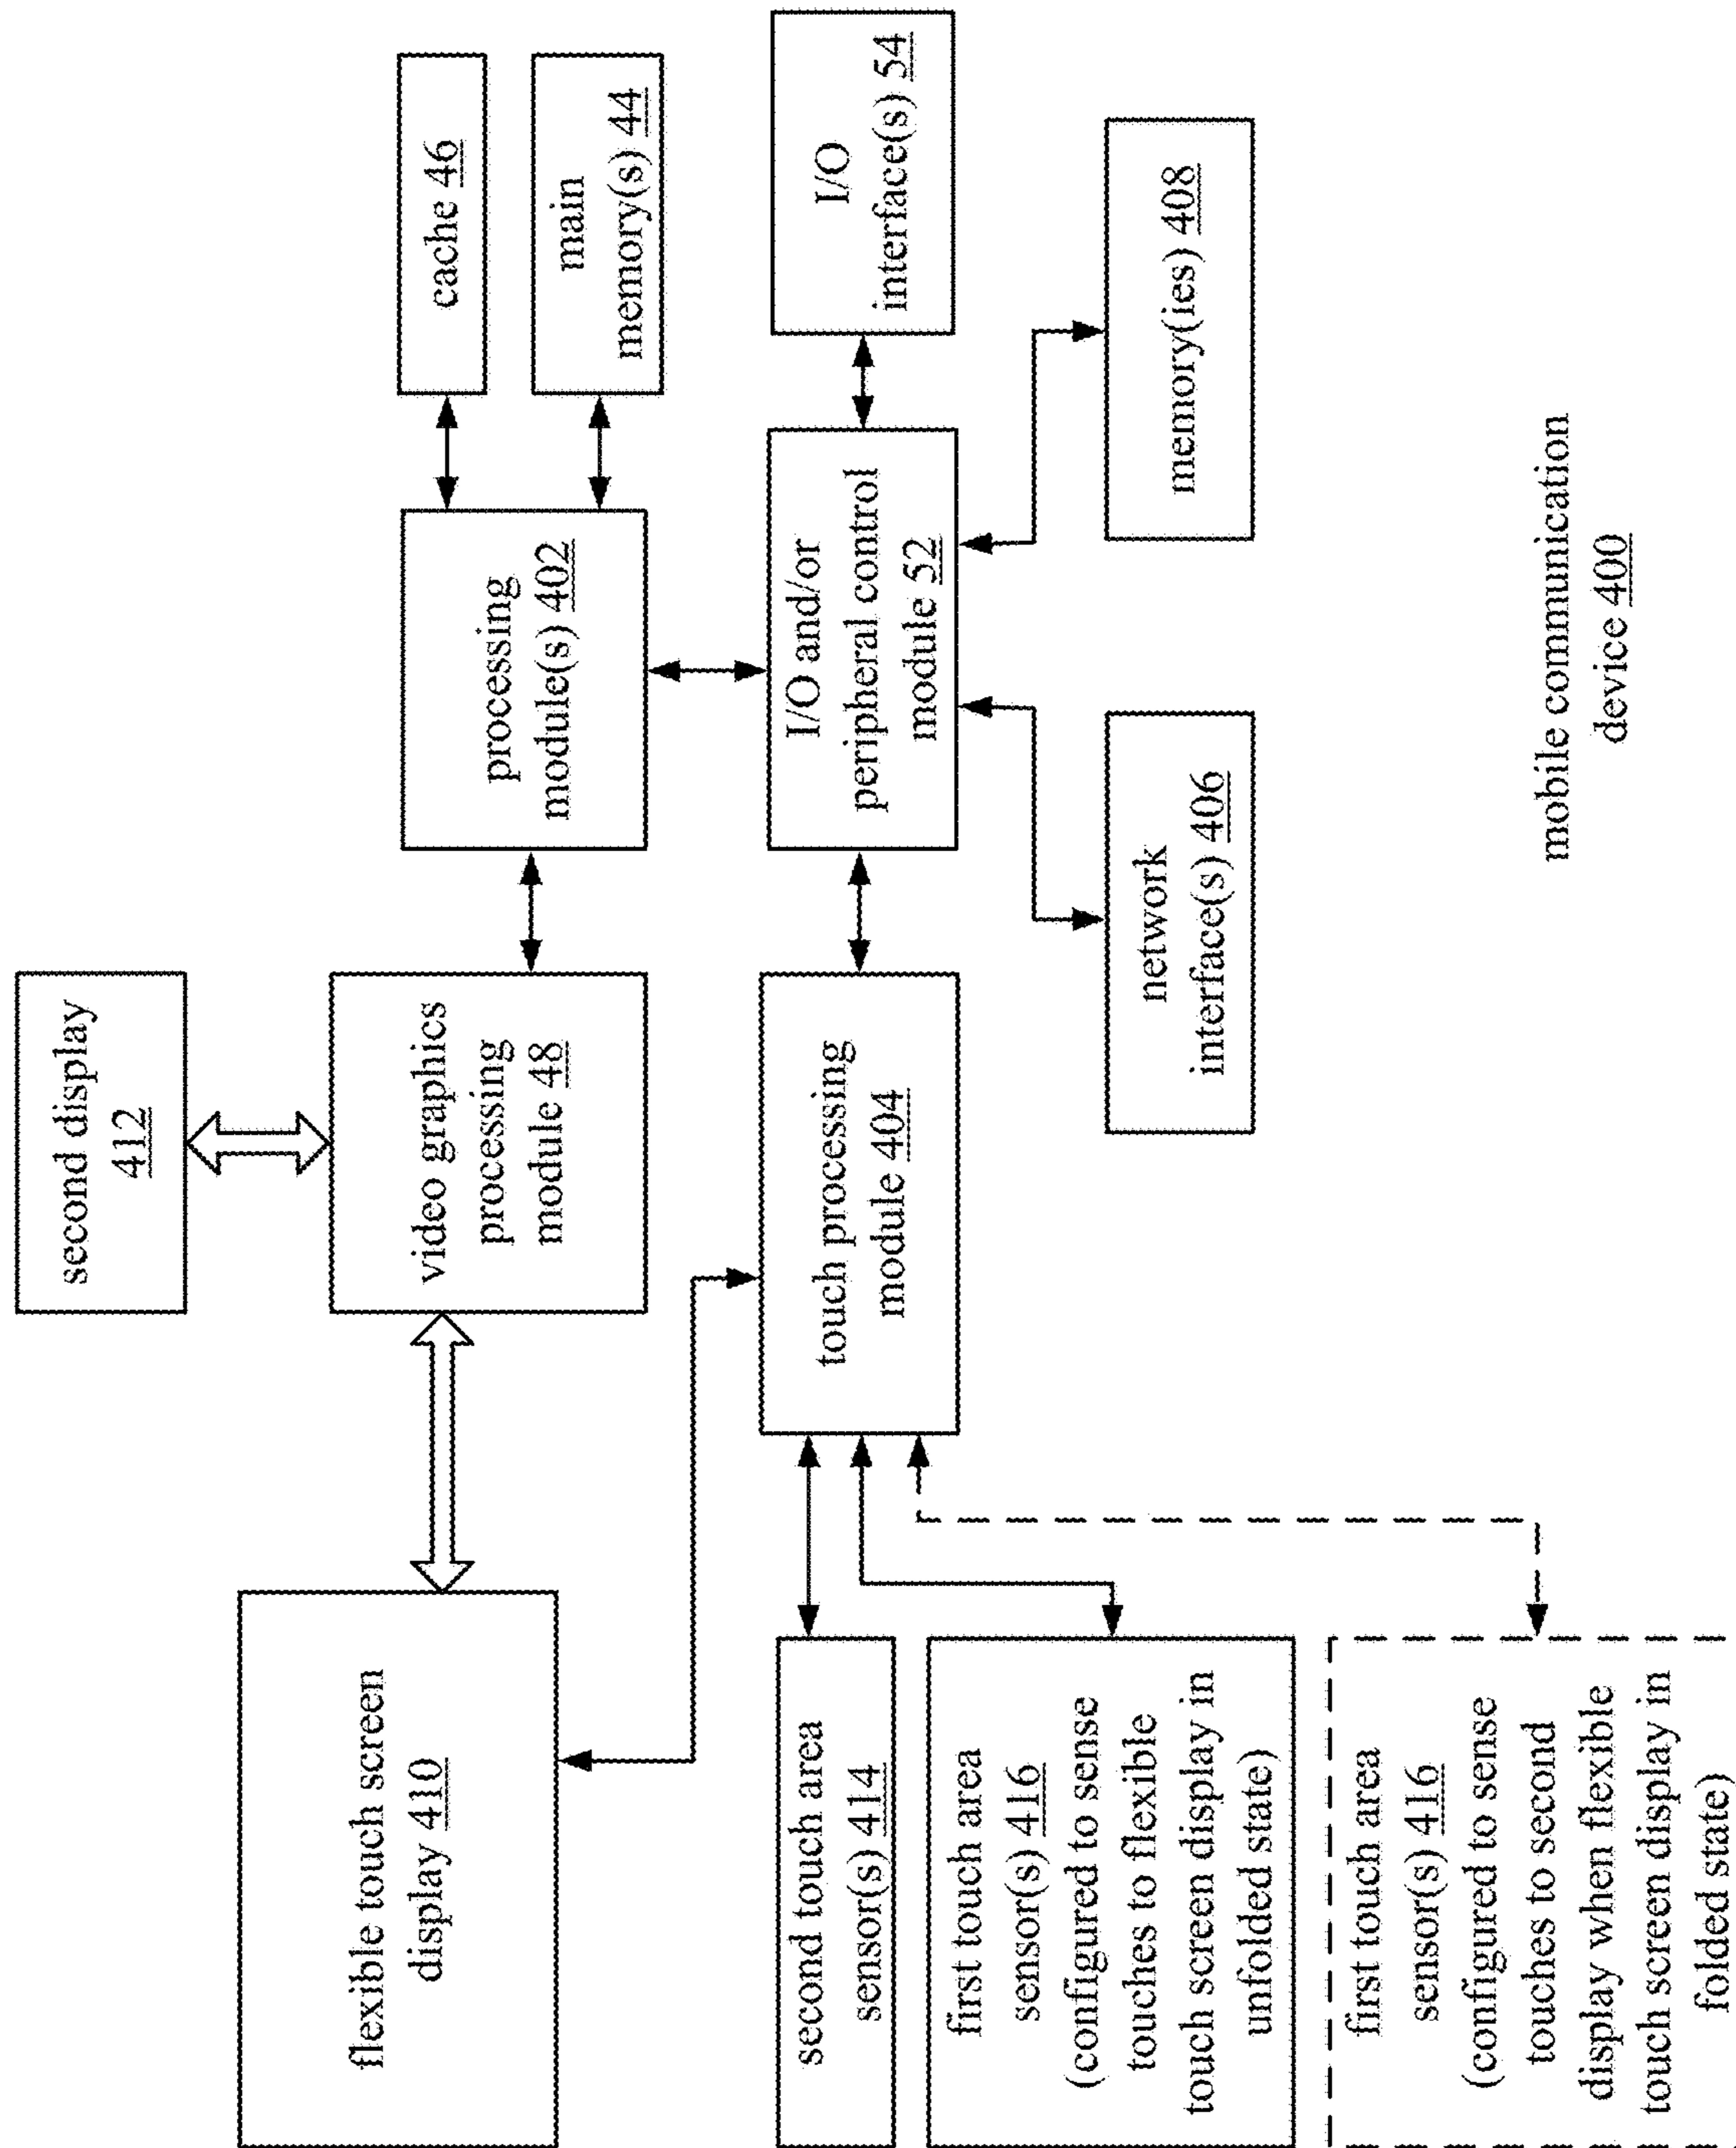 second display
412
flexible touch screen
display 410
video graphics
processing
module 48
processing
module(s) 402
cache 46
main
memory(s) 44
second touch area
sensor(s) 414
touch processing
module 404
I/O and/or
peripheral control
module 52
I/O
interface(s) 54
first touch area
sensor(s) 416
(configured to sense
touches to flexible
touch screen display in
unfolded state)
network
interface(s) 406
memory(ies) 408
first touch area
sensor(s) 416
(configured to sense
touches to second
display when flexible
touch screen display in
folded state)
mobile communication
device 400